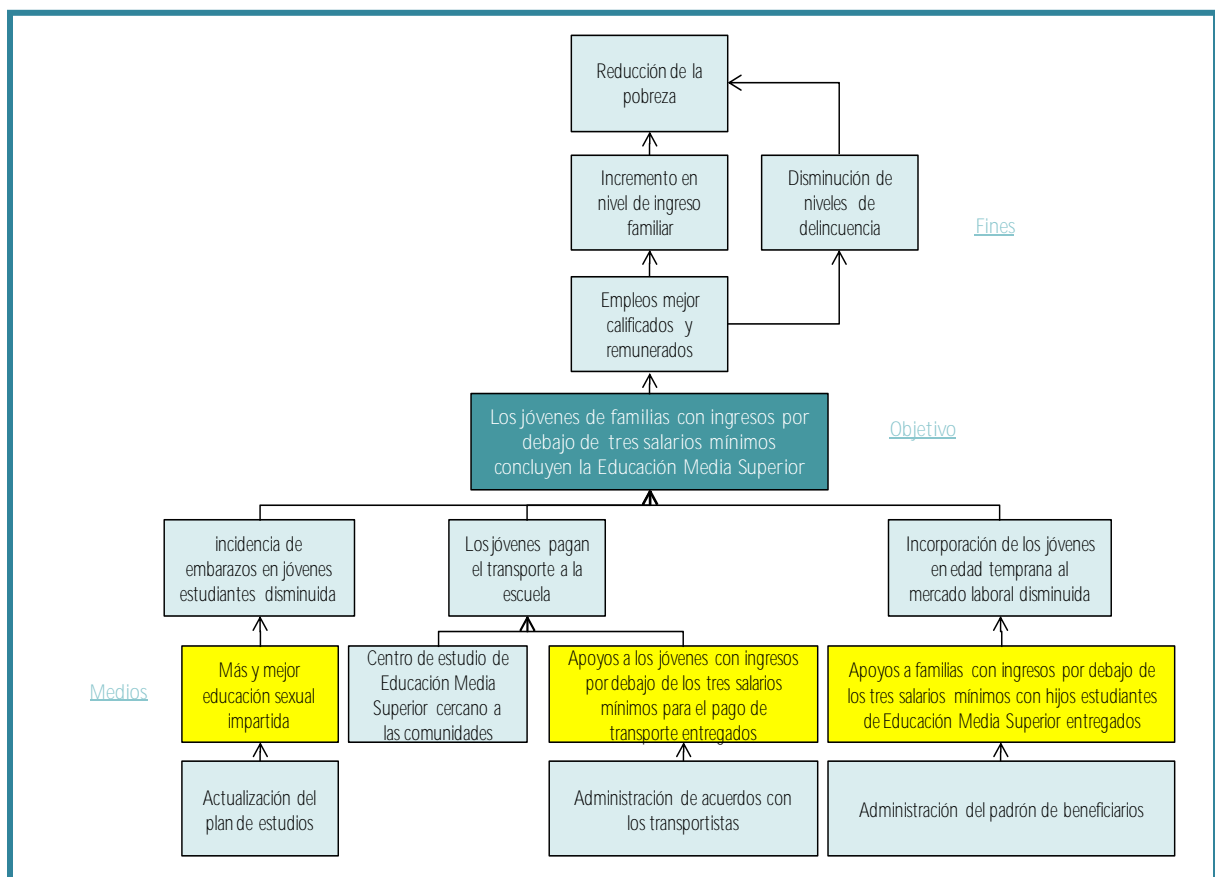 Reducción de la
pobreza
Incremento en
nivel de ingreso
familiar
Disminución de
niveles de
delincuencia
Fines
Empleos mejor
calificados y
remunerados
Los jóvenes de familias con ingresos por
debajo de tres salarios mínimos
concluyen la Educación Media Superior
Objetivo
incidencia de
embarazos en jóvenes
estudiantes disminuida
Los jóvenes pagan
el transporte a la
escuela
Incorporación de los jóvenes
en edad temprana al
mercado laboral disminuida
Medios
Más y mejor
educación sexual
impartida
Centro de estudio de
Educación Media
Superior cercano a
las comunidades
Apoyos a los jóvenes con ingresos
por debajo de los tres salarios
mínimos para el pago de
transporte entregados
Apoyos a familias con ingresos por debajo de
los tres salarios mínimos con hijos estudiantes
de Educación Media Superior entregados
Actualización del
plan de estudios
Administración de acuerdos con
los transportistas
Administración del padrón de beneficiarios